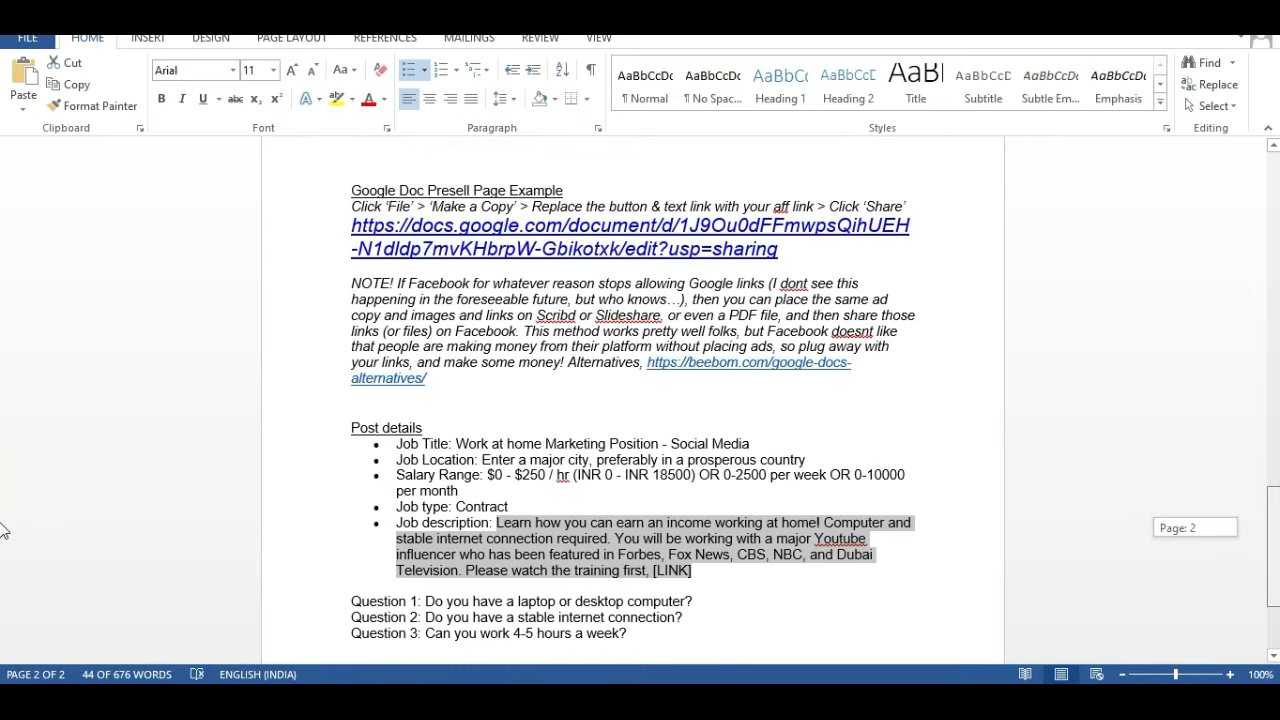 FILE HOME INSERT DESIGN PAGE LAYOUT REFERENCES MAILINGS REVIEW VIEW
Cut
Copy
Format Painter
Paste
Clipboard
Arial 11 Aa
B I U abc X₂ X² A ab A
Font
Paragraph
AaBbCcDc AaBbCcDc AaBbCc AaBbCcC AaBl AaBbCcD AaBbCcDc AaBbCcDc
¶ Normal ¶ No Spac... Heading 1 Heading 2 Title Subtitle Subtle Em... Emphasis
Styles
Find
Replace
Select
Editing
Google Doc Presell Page Example
Click ‘File’ > ‘Make a Copy’ > Replace the button & text link with your aff link > Click ‘Share’
https://docs.google.com/document/d/1J9Ou0dFFmwpsQihUEH
-N1dIdp7mvKHbrpW-Gbikotxk/edit?usp=sharing
NOTE! If Facebook for whatever reason stops allowing Google links (I dont see this
happening in the foreseeable future, but who knows…), then you can place the same ad
copy and images and links on Scribd or Slideshare, or even a PDF file, and then share those
links (or files) on Facebook. This method works pretty well folks, but Facebook doesnt like
that people are making money from their platform without placing ads, so plug away with
your links, and make some money! Alternatives, https://beebom.com/google-docs-
alternatives/
Post details
• Job Title: Work at home Marketing Position - Social Media
• Job Location: Enter a major city, preferably in a prosperous country
• Salary Range: $0 - $250 / hr (INR 0 - INR 18500) OR 0-2500 per week OR 0-10000
per month
• Job type: Contract
• Job description: Learn how you can earn an income working at home! Computer and
stable internet connection required. You will be working with a major Youtube
influencer who has been featured in Forbes, Fox News, CBS, NBC, and Dubai
Television. Please watch the training first, [LINK]
Question 1: Do you have a laptop or desktop computer?
Question 2: Do you have a stable internet connection?
Question 3: Can you work 4-5 hours a week?
Page: 2
PAGE 2 OF 2 44 OF 676 WORDS ENGLISH (INDIA) 100%